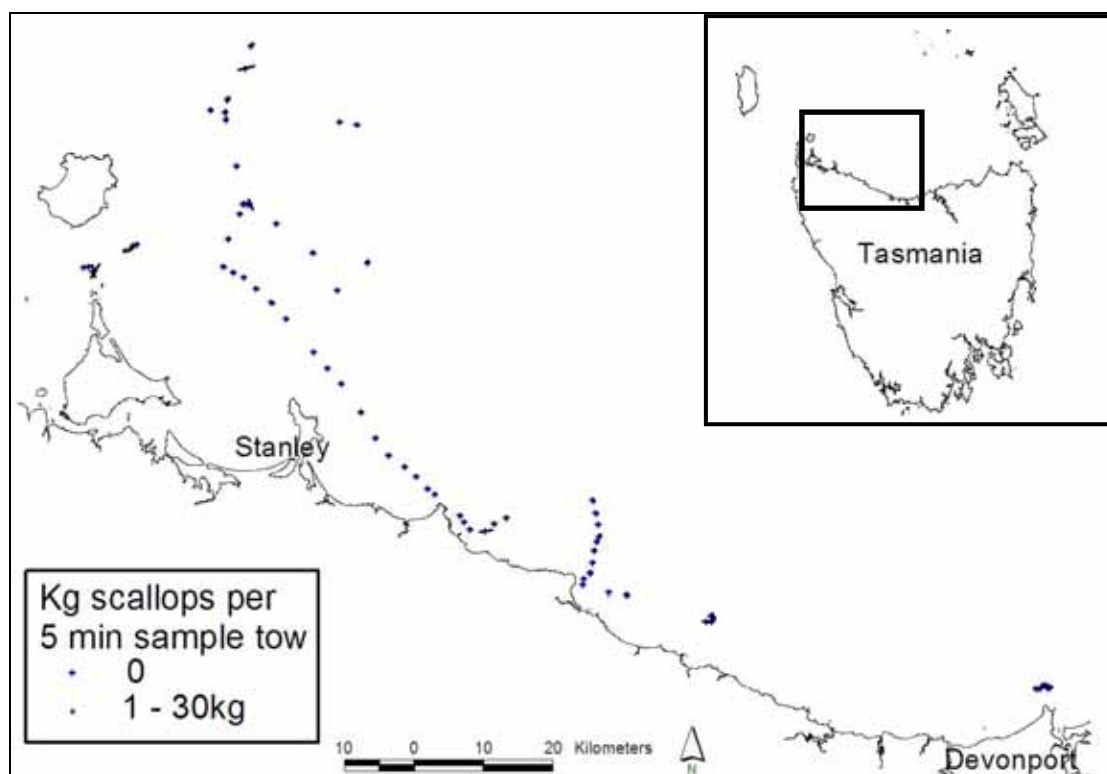 Tasmania
Stanley
Kg scallops per
5 min sample tow
0
1 - 30kg
10 0 10 20 Kilometers
N
Devonport